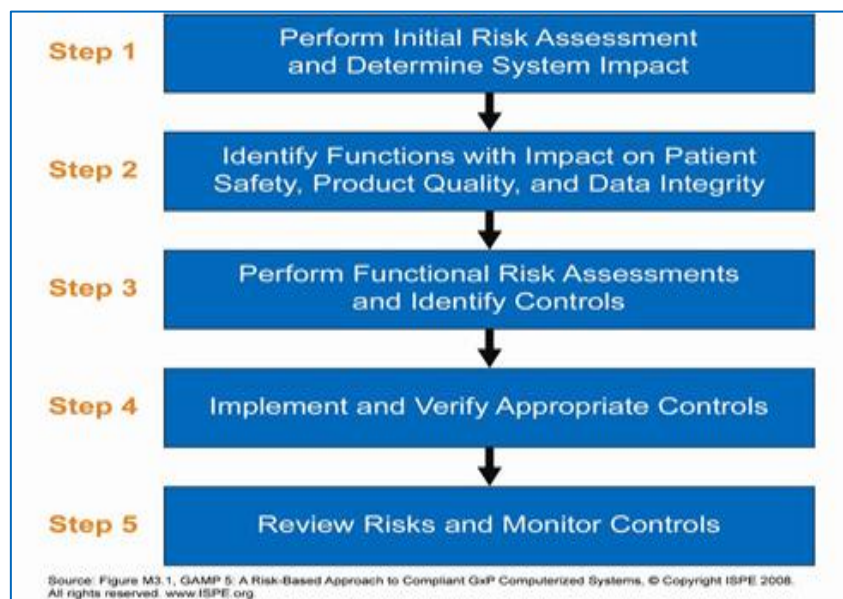 Step 1
Perform Initial Risk Assessment
and Determine System Impact
Step 2
Identify Functions with Impact on Patient
Safety, Product Quality, and Data Integrity
Step 3
Perform Functional Risk Assessments
and Identify Controls
Step 4
Implement and Verify Appropriate Controls
Step 5
Review Risks and Monitor Controls
Source: Figure M3.1, GAMP 5: A Risk-Based Approach to Compliant GxP Computerized Systems, © Copyright ISPE 2008.
All rights reserved. www.ISPE.org.